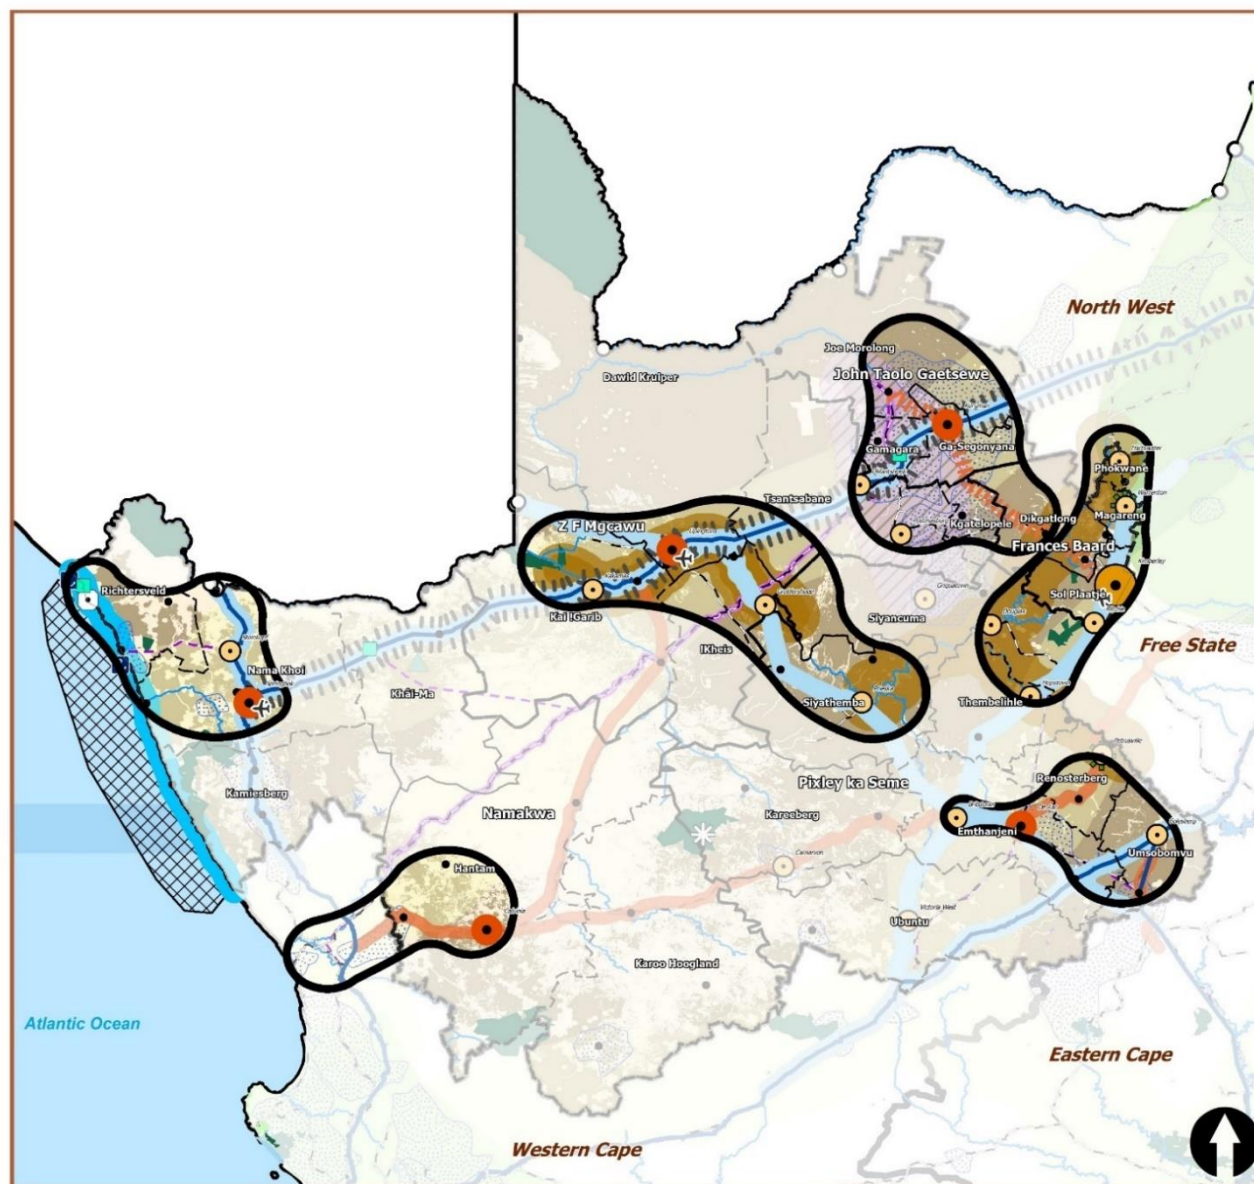 North West
Joe Morolong
John Taolo Gaetsewe
Dawid Kruiper
Gamagara
Ga-Segonyana
Phokwane
Tsantsabane
Magareng
Kgatelopele
Dikgatlong
Z F Mgcawu
Frances Baard
Richtersveld
Sol Plaatje
Kai !Garib
Siyancuma
Free State
!Kheis
Nama Khoi
Khâi-Ma
Siyathemba
Thembelihle
Pixley ka Seme
Renosterberg
Kamiesberg
Namakwa
Kareeberg
Emthanjeni
Umsobomvu
Hantam
Victoria West
Ubuntu
Karoo Hoogland
Atlantic Ocean
Eastern Cape
Western Cape